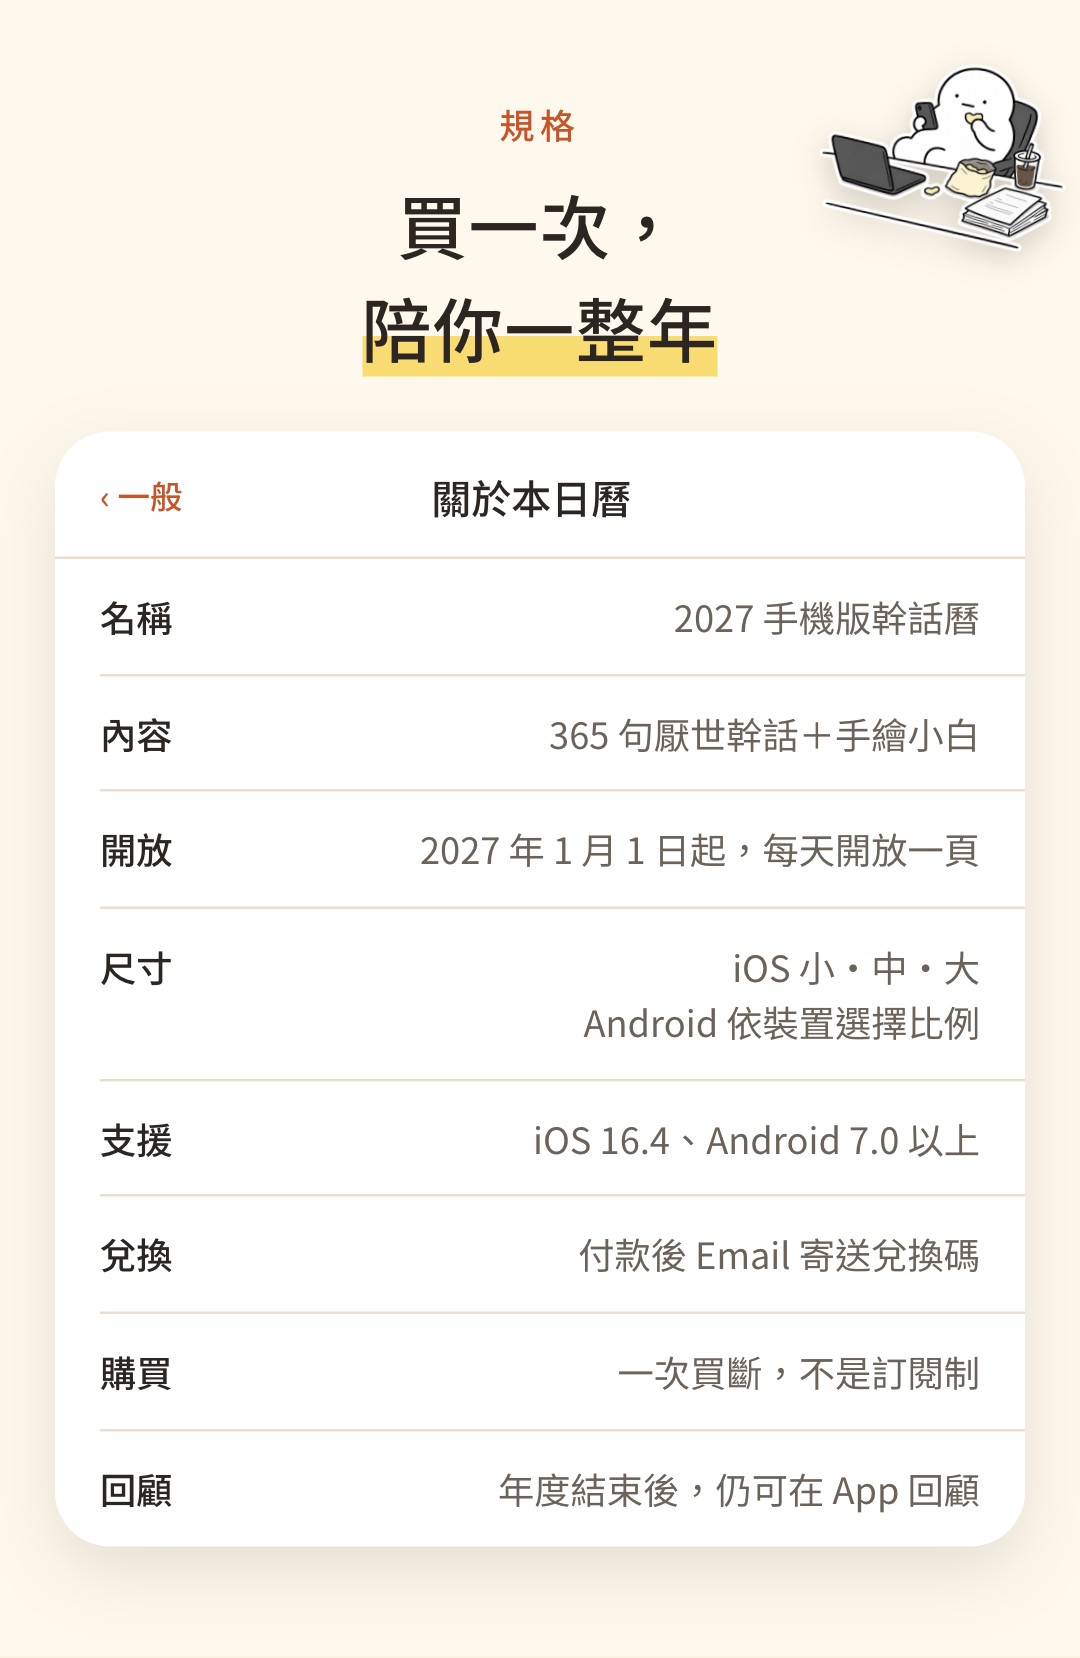 規格
買一次，
陪你一整年
‹ 一般
關於本日曆
名稱
2027 手機版幹話曆
內容
365 句厭世幹話＋手繪小白
開放
2027 年 1 月 1 日起，每天開放一頁
尺寸
iOS 小・中・大
Android 依裝置選擇比例
支援
iOS 16.4、Android 7.0 以上
兌換
付款後 Email 寄送兌換碼
購買
一次買斷，不是訂閱制
回顧
年度結束後，仍可在 App 回顧